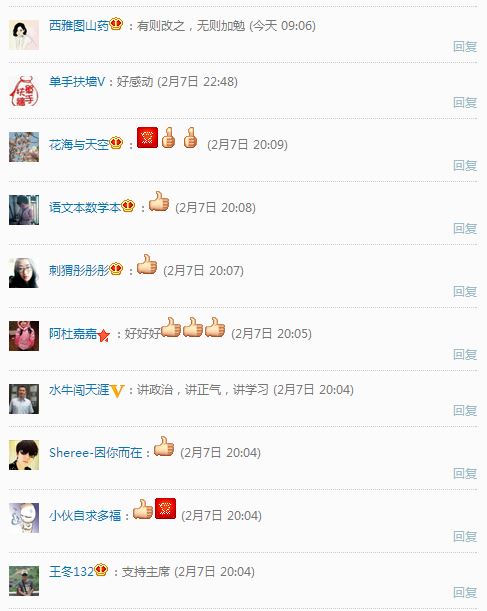 西雅图山药：有则改之，无则加勉 (今天 09:06)
回复
单手扶墙V：好感动 (2月7日 22:48)
回复
花海与天空： (2月7日 20:09)
回复
语文本数学本： (2月7日 20:08)
回复
刺猬彤彤彤： (2月7日 20:07)
回复
阿杜嘉嘉：好好好 (2月7日 20:05)
回复
水牛闯天涯V：讲政治，讲正气，讲学习 (2月7日 20:04)
回复
Sheree-因你而在： (2月7日 20:04)
回复
小伙自求多福： (2月7日 20:04)
回复
王冬132：支持主席 (2月7日 20:04)
回复